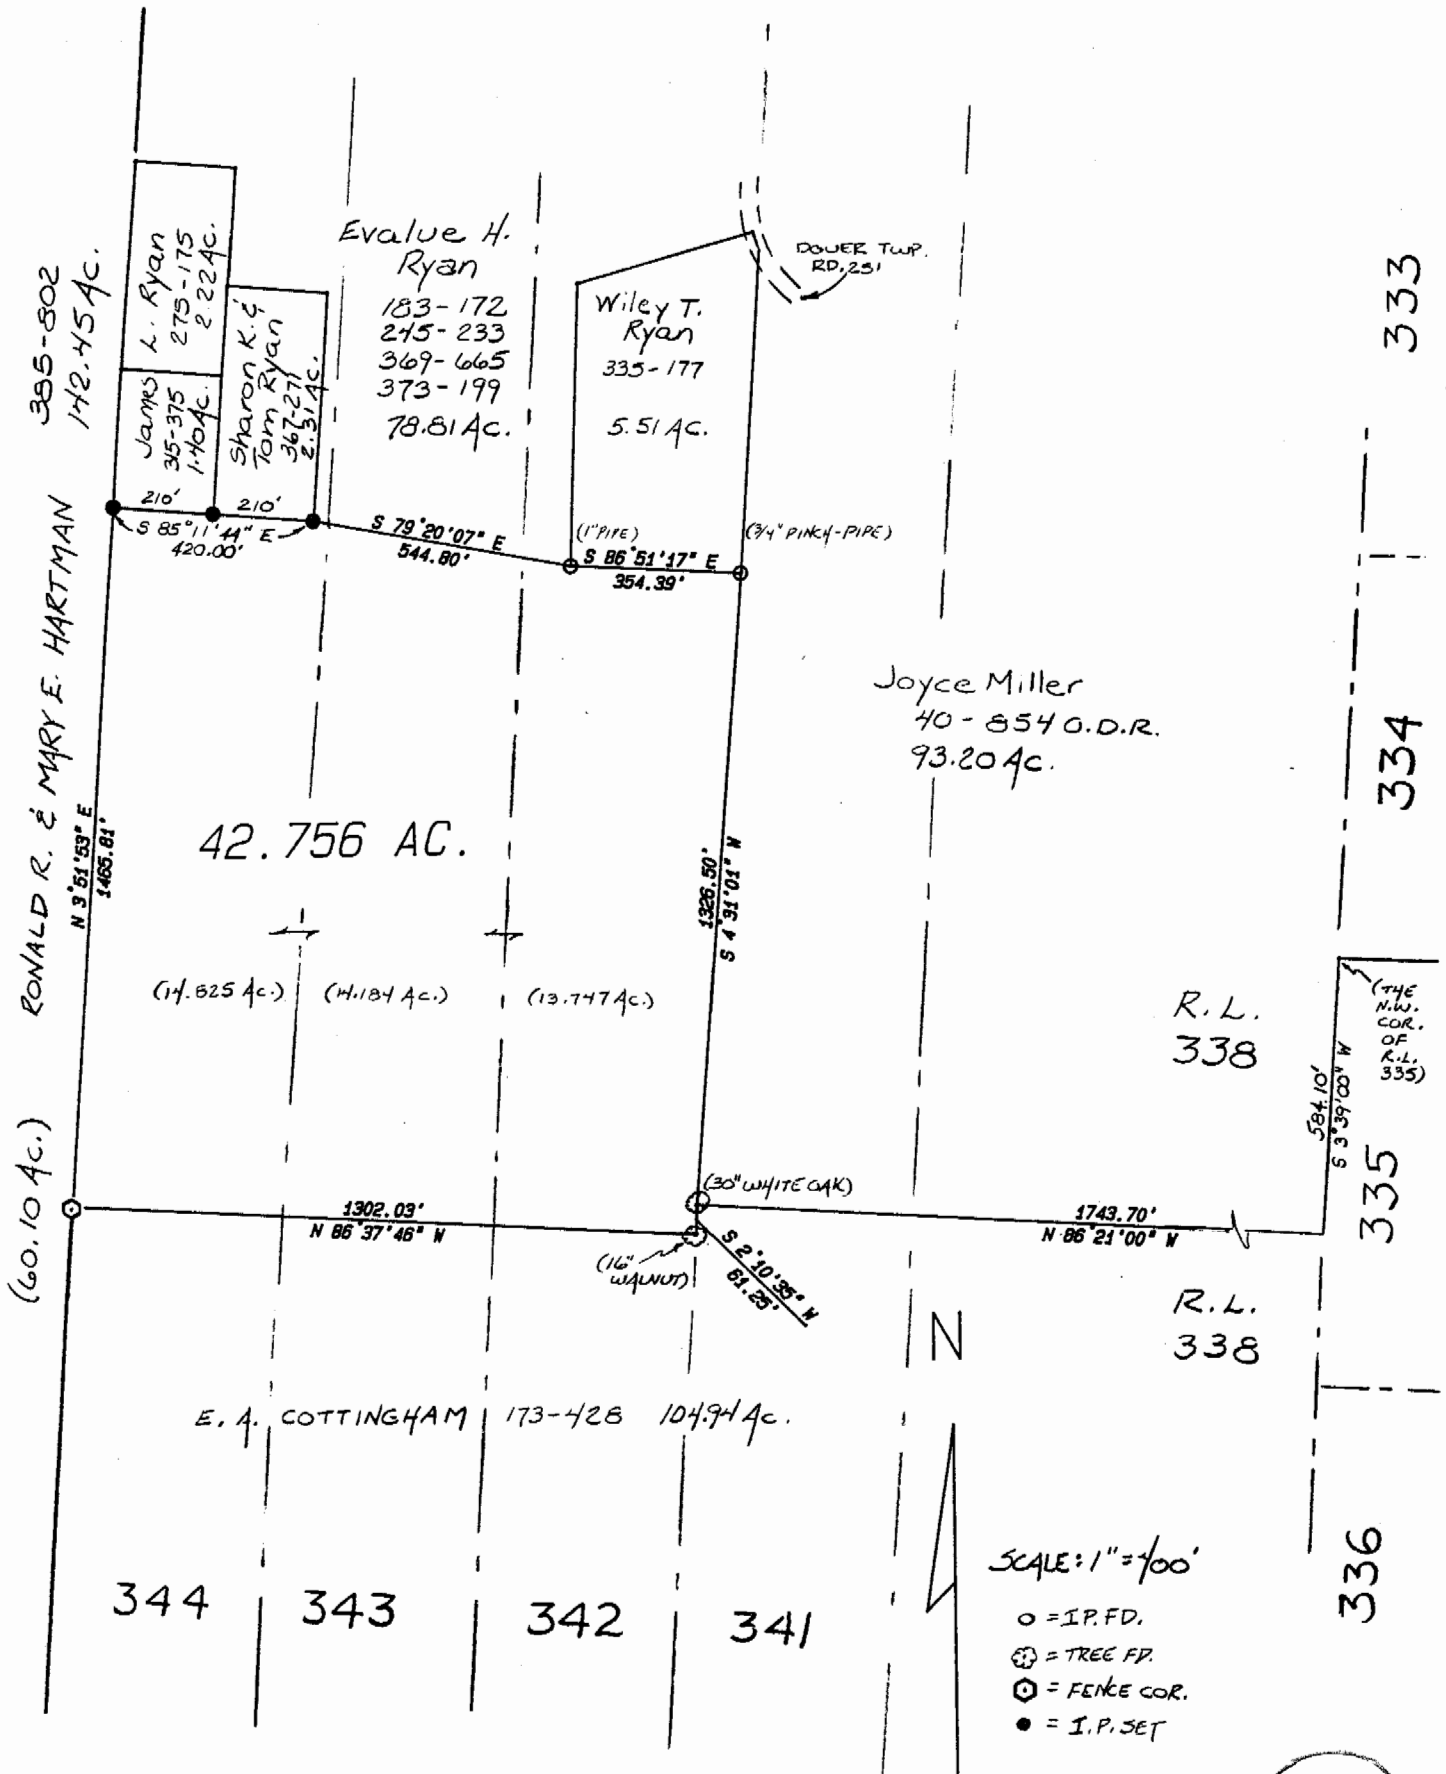 385-802
142.45 Ac.
L. Ryan
275-175
2.22 Ac.
James
315-375
1.40 Ac.
Sharon K. &
Tom Ryan
367-271
2.31 Ac.
Evalue H.
Ryan
183-172
245-233
369-665
373-199
78.81 Ac.
Wiley T.
Ryan
335-177
5.51 Ac.
DOVER TWP.
RD. 251
333
210'
210'
S 85°11'44" E
420.00'
S 79°20'07" E
544.80'
(1" PIPE)
S 86°51'17" E
354.39'
(3/4" PINCH-PIPE)
RONALD R. & MARY E. HARTMAN
N 3°51'53" E
1465.81'
42.756 AC.
1326.50'
S 4°31'01" W
Joyce Miller
40-854 O.D.R.
93.20 Ac.
334
(14.825 Ac.)
(14.184 Ac.)
(13.747 Ac.)
R.L.
338
(THE
N.W.
COR.
OF
R.L.
335)
584.10'
S 3°39'00" W
335
(60.10 Ac.)
1302.03'
N 86°37'46" W
(30" WHITE OAK)
1743.70'
N 86°21'00" W
(16"
WALNUT)
S 2°10'35" W
61.25'
R.L.
338
N
E. A. COTTINGHAM 173-428 104.94 Ac.
336
344
343
342
341
SCALE: 1" = 400'
= I.P. FD.
= TREE FD.
= FENCE COR.
= I.P. SET